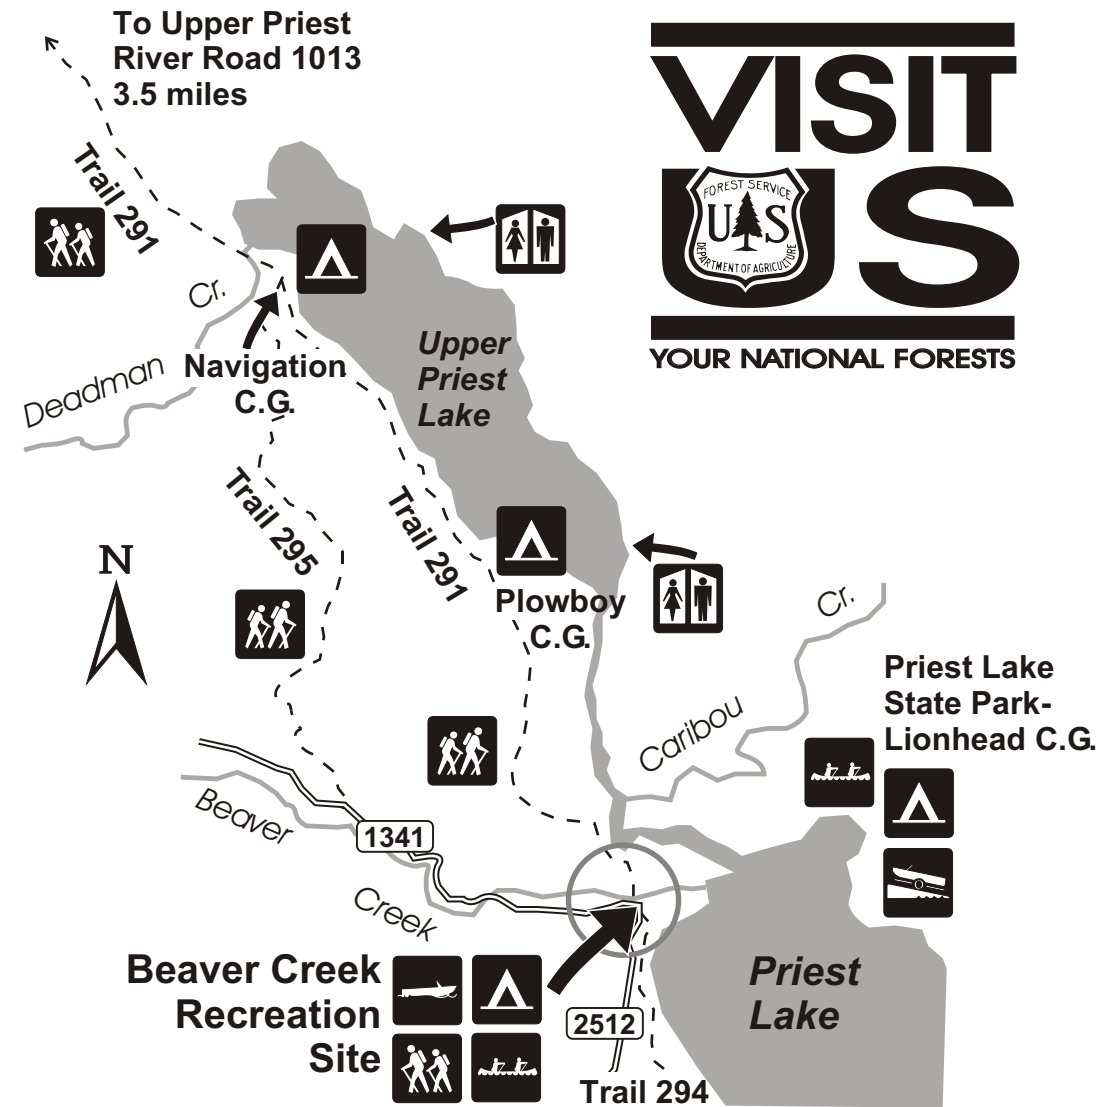 To Upper Priest
River Road 1013
3.5 miles
VISIT
US
FOREST SERVICE
U S
DEPARTMENT OF AGRICULTURE
YOUR NATIONAL FORESTS
Trail 291
Cr.
Deadman
Navigation
C.G.
Upper
Priest
Lake
Trail 295
Trail 291
N
Plowboy
C.G.
Cr.
Caribou
Priest Lake
State Park-
Lionhead C.G.
Beaver
1341
Creek
Beaver Creek
Recreation
Site
2512
Priest
Lake
Trail 294